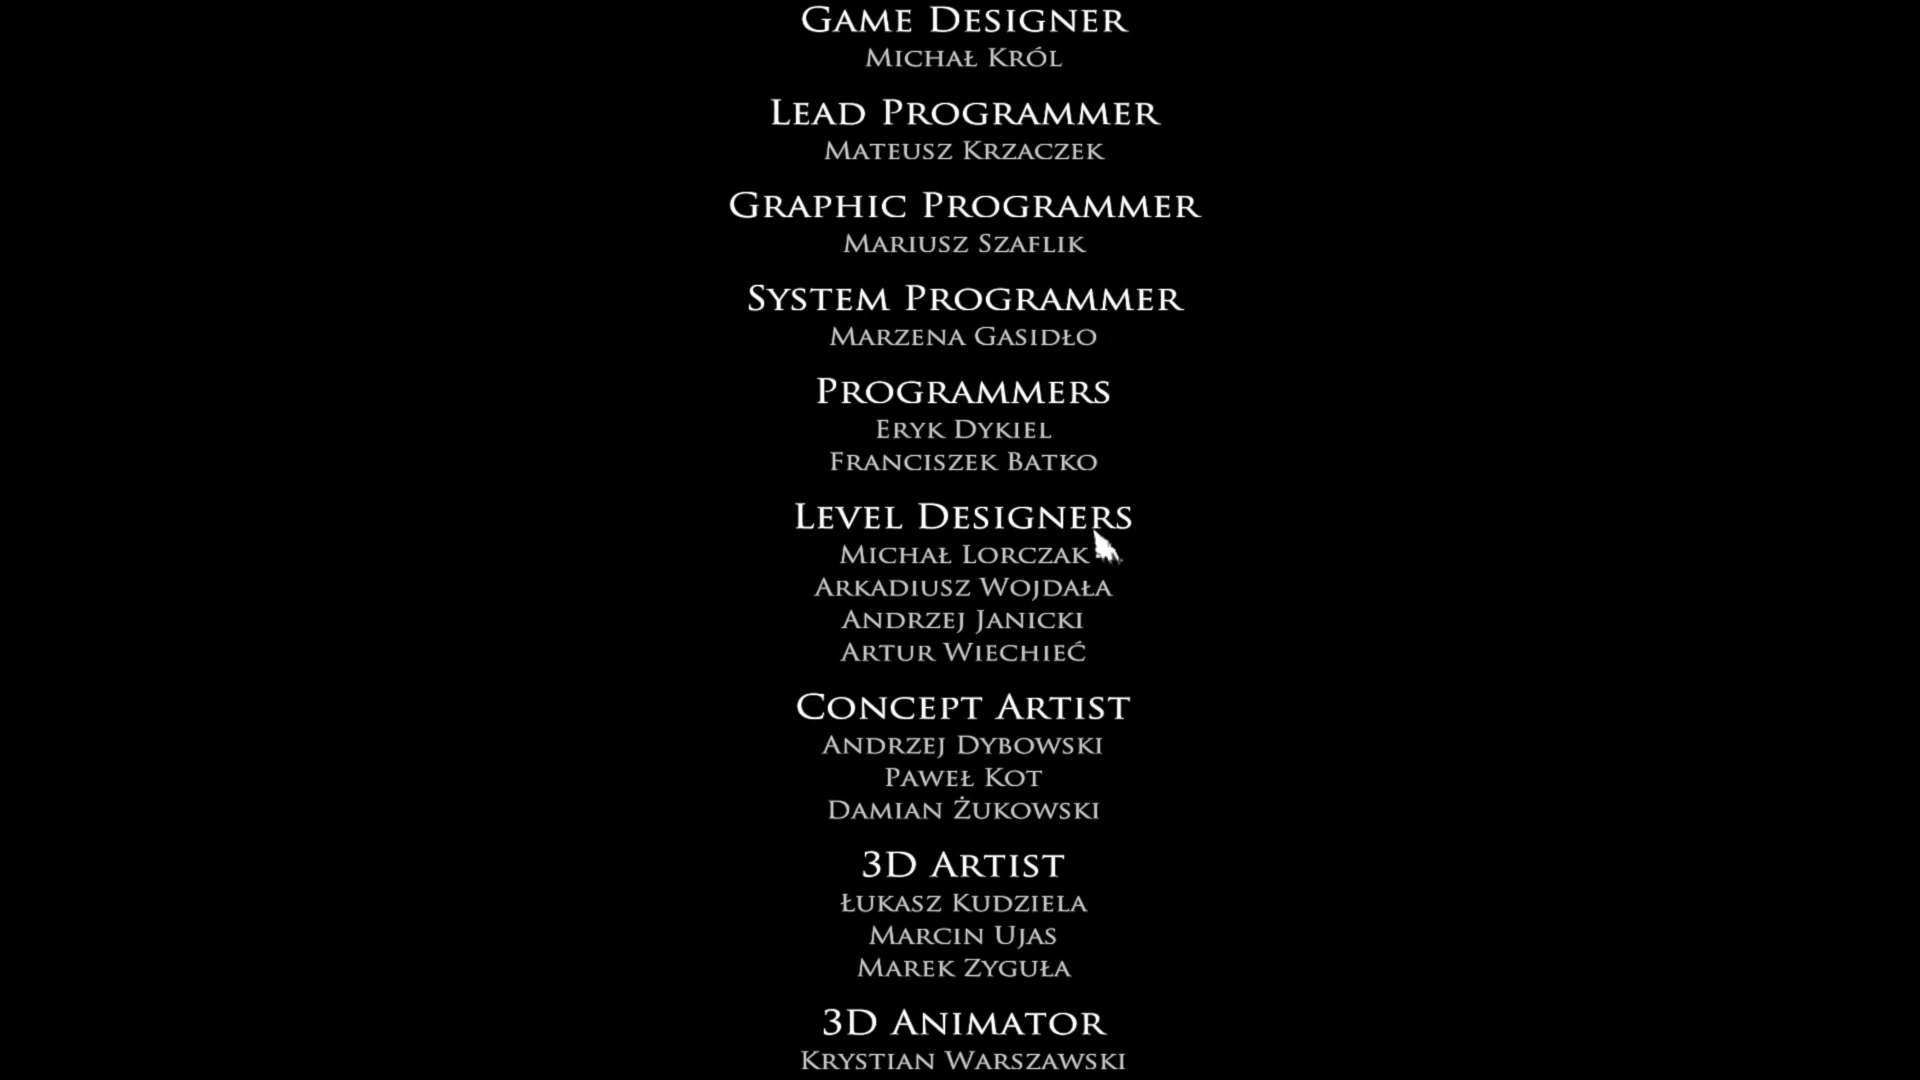 Game Designer
Michał Król
Lead Programmer
Mateusz Krzaczek
Graphic Programmer
Mariusz Szaflik
System Programmer
Marzena Gasidło
Programmers
Eryk Dykiel
Franciszek Batko
Level Designers
Michał Lorczak
Arkadiusz Wojdała
Andrzej Janicki
Artur Wiechieć
Concept Artist
Andrzej Dybowski
Paweł Kot
Damian Żukowski
3D Artist
Łukasz Kudziela
Marcin Ujas
Marek Zyguła
3D Animator
Krystian Warszawski